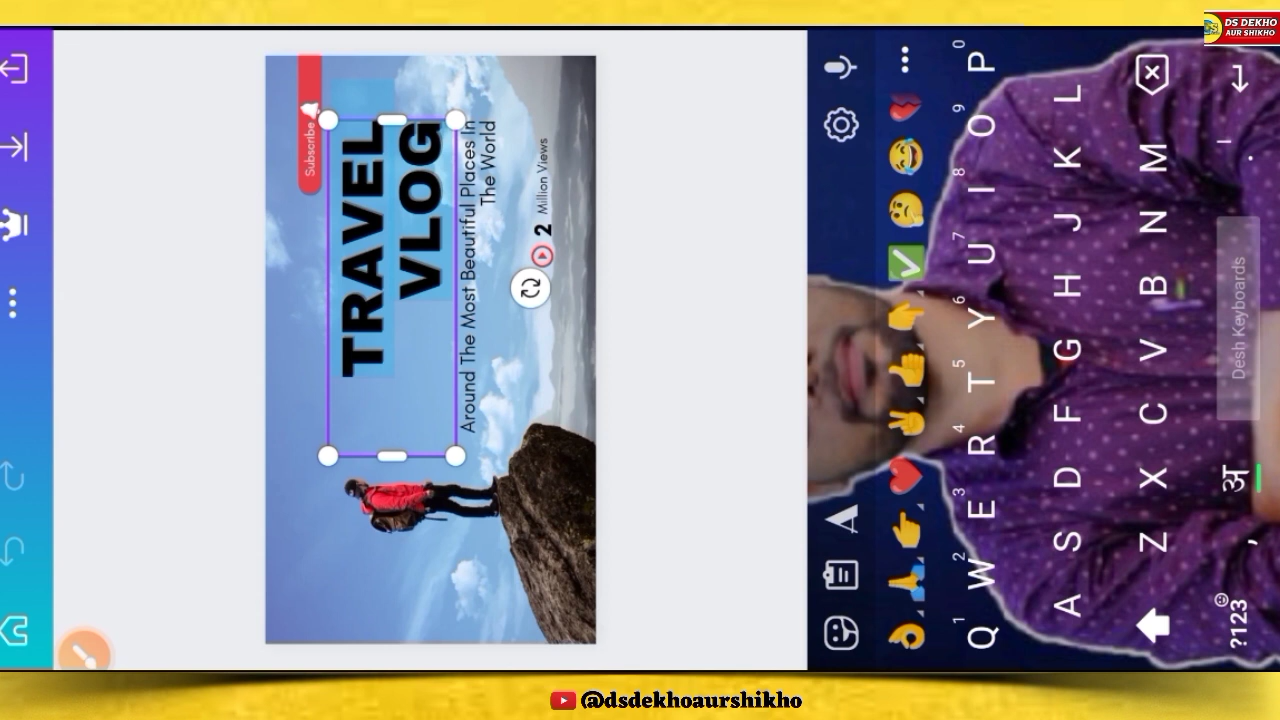 DS DEKHO
AUR SHIKHO
Subscribe
TRAVEL
VLOG
Around The Most Beautiful Places In
The World
2 Million Views
1 2 3 4 5 6 7 8 9 0
Q W E R T Y U I O P
A S D F G H J K L
Z X C V B N M
?123 , अ Desh Keyboards .
@dsdekhoaurshikho